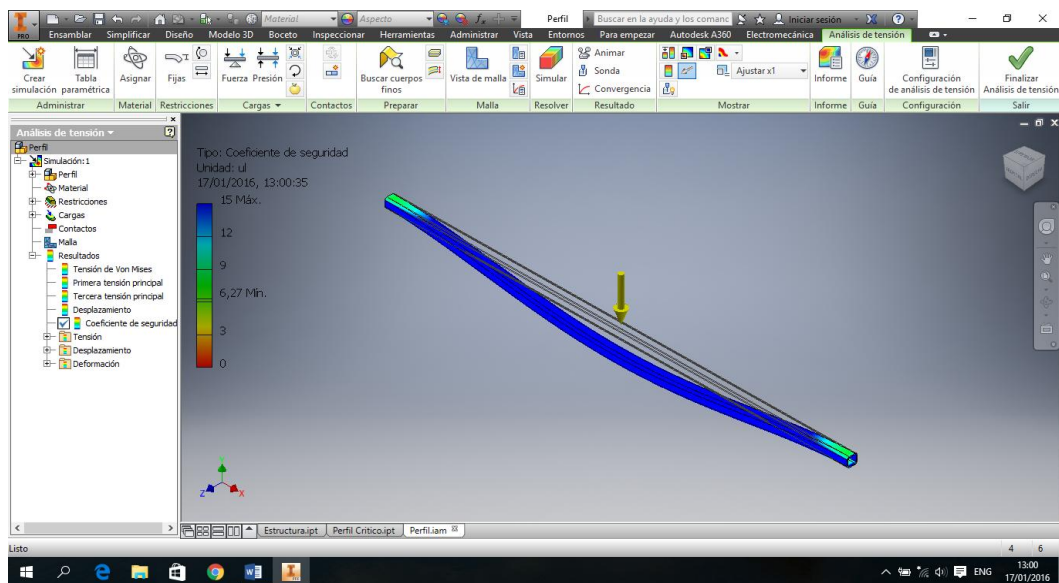 Material
Aspecto
Perfil
Buscar en la ayuda y los comanc
Iniciar sesión
PRO
Ensamblar Simplificar Diseño Modelo 3D Boceto Inspeccionar Herramientas Administrar Vista Entornos Para empezar Autodesk A360 Electromecánica Análisis de tensión
Crear simulación
Tabla paramétrica
Asignar
Fijas
Fuerza Presión
Buscar cuerpos finos
Vista de malla
Simular
Animar
Sonda
Convergencia
Ajustar x1
Informe
Guía
Configuración de análisis de tensión
Finalizar Análisis de tensión
Administrar Material Restricciones Cargas Contactos Preparar Malla Resolver Resultado Mostrar Informe Guía Configuración Salir
Análisis de tensión
Perfil
Simulación:1
Perfil
Material
Restricciones
Cargas
Contactos
Malla
Resultados
Tensión de Von Mises
Primera tensión principal
Tercera tensión principal
Desplazamiento
Coeficiente de seguridad
Tensión
Desplazamiento
Deformación
Tipo: Coeficiente de seguridad
Unidad: ul
17/01/2016, 13:00:35
15 Máx.
12
9
6,27 Mín.
3
0
Y
Z
X
Estructura.ipt Perfil Critico.ipt Perfil.iam
Listo
4 6
ENG
13:00
17/01/2016